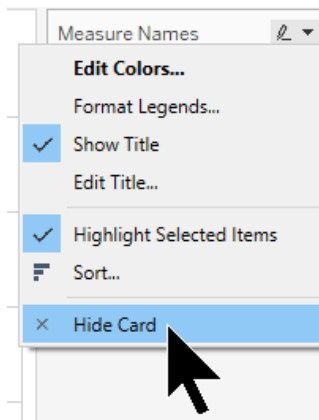 Measure Names
Edit Colors...
Format Legends...
Show Title
Edit Title...
Highlight Selected Items
Sort...
Hide Card